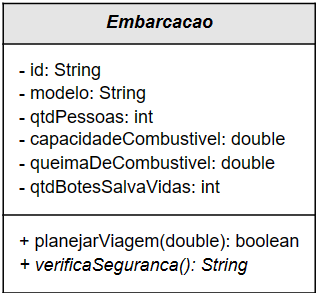 Embarcacao
- id: String
- modelo: String
- qtdPessoas: int
- capacidadeCombustivel: double
- queimaDeCombustivel: double
- qtdBotesSalvaVidas: int
+ planejarViagem(double): boolean
+ verificaSeguranca(): String